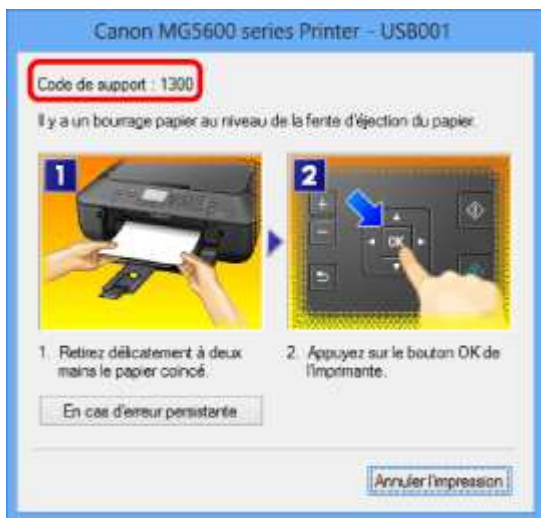 Canon MG5600 series Printer - USB001
Code de support : 1300
Il y a un bourrage papier au niveau de la fente d'éjection du papier.
1
2
OK
1. Retirez délicatement à deux
mains le papier coincé.
2. Appuyez sur le bouton OK de
l'imprimante.
En cas d'erreur persistante
Annuler l'impression